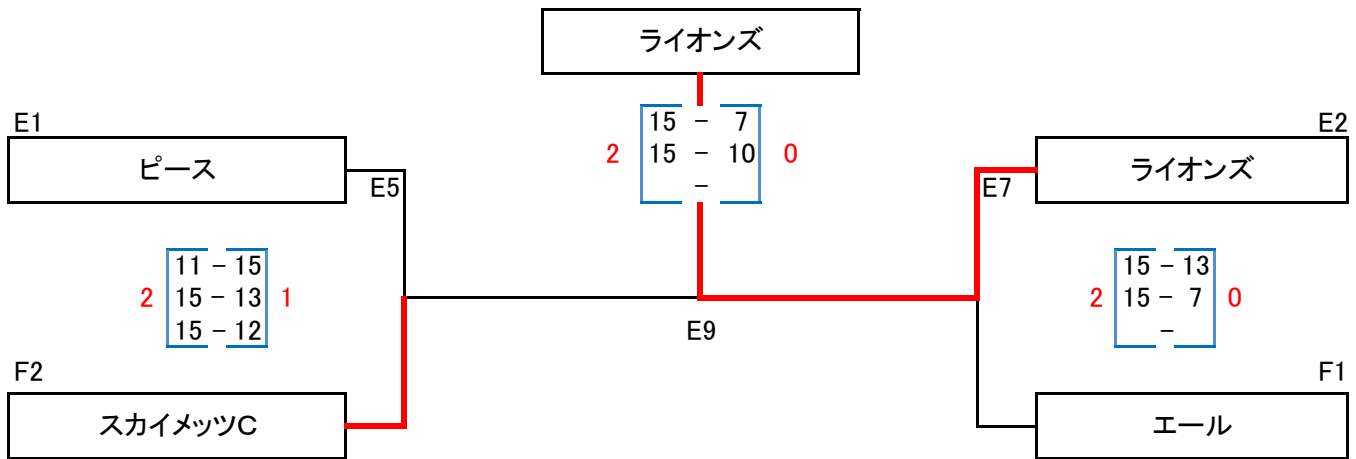 ライオンズ
E1
E2
15 - 7
2 15 - 10 0
-
ピース
ライオンズ
E5
E7
11 - 15
2 15 - 13 1
15 - 12
15 - 13
2 15 - 7 0
-
E9
F2
F1
スカイメッツC
エール